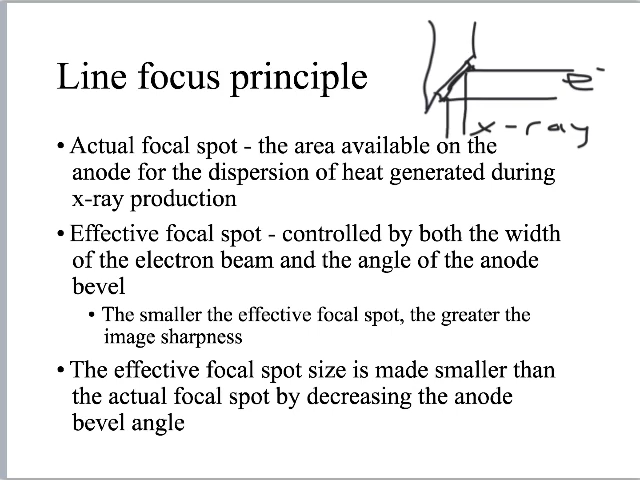 Line focus principle
e-
x-ray
• Actual focal spot - the area available on the
anode for the dispersion of heat generated during
x-ray production
• Effective focal spot - controlled by both the width
of the electron beam and the angle of the anode
bevel
• The smaller the effective focal spot, the greater the
image sharpness
• The effective focal spot size is made smaller than
the actual focal spot by decreasing the anode
bevel angle